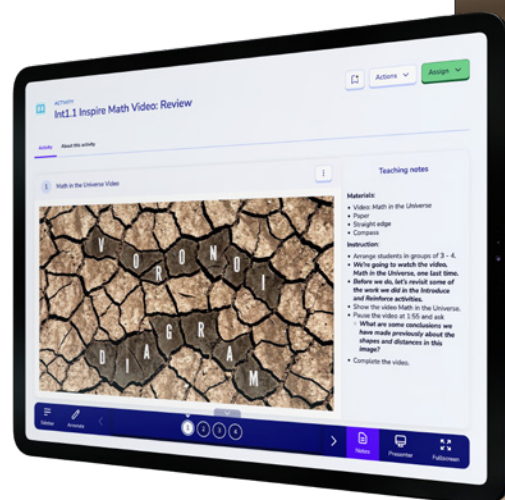 ACTIVITY
Int1.1 Inspire Math Video: Review
Actions
Assign
Activity
About this activity
1 Math in the Universe Video
VORONOI
DIAGRAM
Teaching notes
Materials:
• Video: Math in the Universe
• Paper
• Straight edge
• Compass
Instruction:
• Arrange students in groups of 3 - 4.
• We're going to watch the video,
Math in the Universe, one last time.
• Before we do, let's revisit some of
the work we did in the Introduce
and Reinforce activities.
• Show the video Math in the Universe.
• Pause the video at 1:55 and ask
◦ What are some conclusions we
have made previously about the
shapes and distances in this
image?
• Complete the video.
Sidebar
Annotate
1 2 3 4
Notes
Presenter
Fullscreen